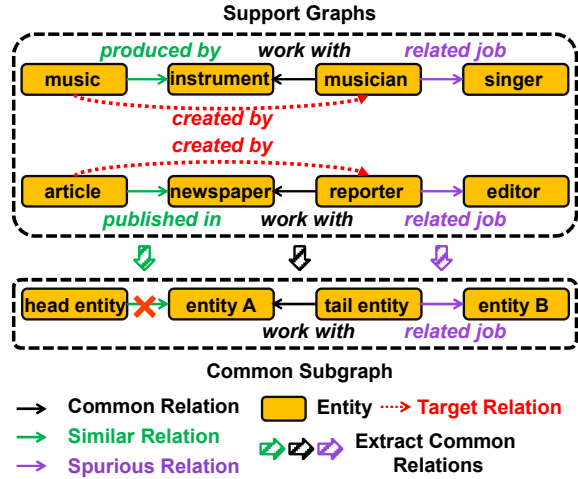 Support Graphs
produced by work with related job
music instrument musician singer
created by
created by
article newspaper reporter editor
published in work with related job
head entity entity A tail entity entity B
work with related job
Common Subgraph
Common Relation Entity Target Relation
Similar Relation Extract Common
Spurious Relation Relations